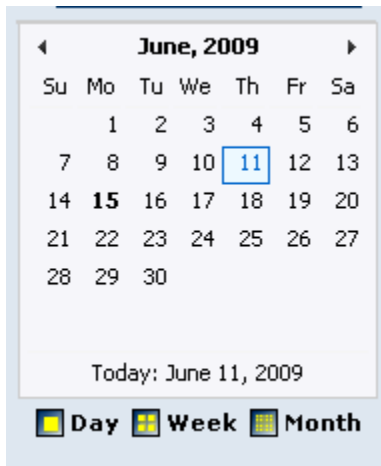 June, 2009
Su Mo Tu We Th Fr Sa
1 2 3 4 5 6
7 8 9 10 11 12 13
14 15 16 17 18 19 20
21 22 23 24 25 26 27
28 29 30
Today: June 11, 2009
Day Week Month